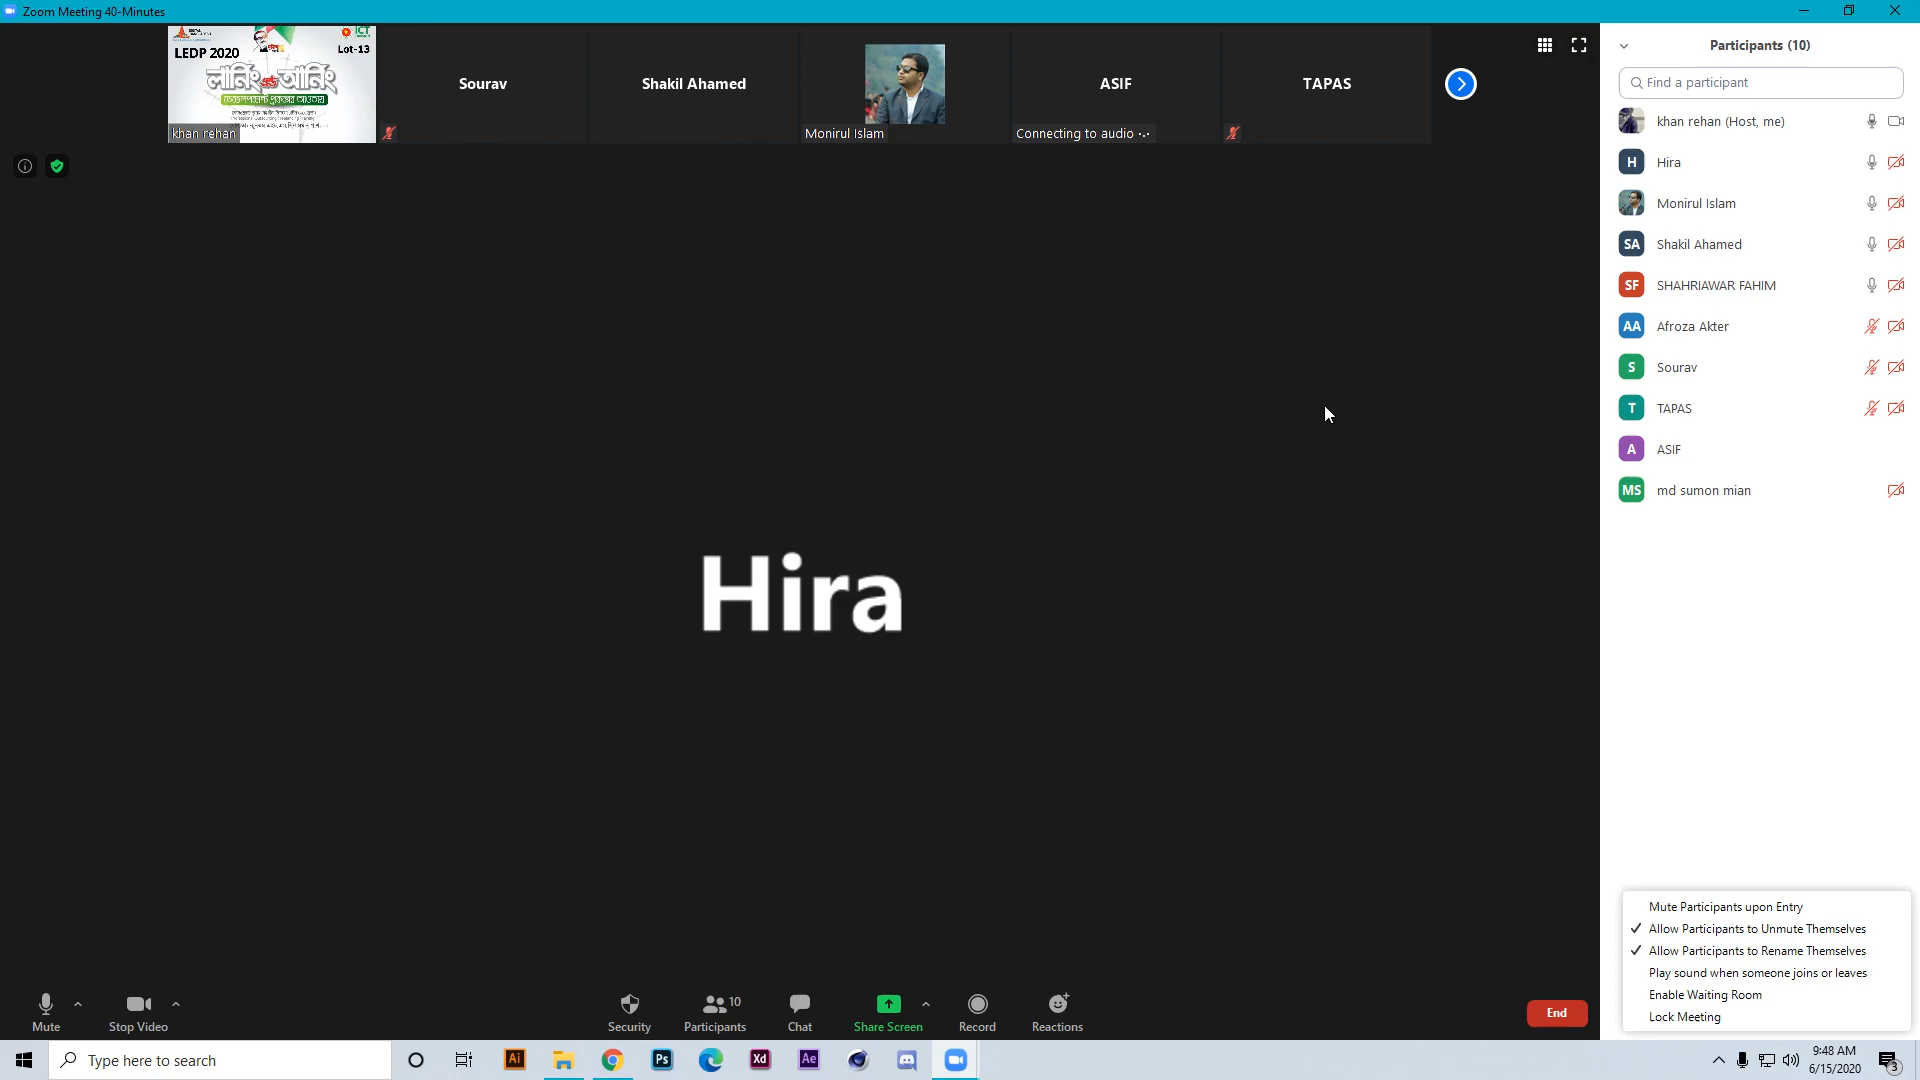 Zoom Meeting 40-Minutes
LEDP 2020
Lot-13
লার্নিং এন্ড আর্নিং
khan rehan
Sourav
Shakil Ahamed
Monirul Islam
ASIF
Connecting to audio
TAPAS
Hira
Participants (10)
Find a participant
khan rehan (Host, me)
H Hira
Monirul Islam
SA Shakil Ahamed
SF SHAHRIAWAR FAHIM
AA Afroza Akter
S Sourav
T TAPAS
A ASIF
MS md sumon mian
Mute Participants upon Entry
Allow Participants to Unmute Themselves
Allow Participants to Rename Themselves
Play sound when someone joins or leaves
Enable Waiting Room
Lock Meeting
Mute
Stop Video
Security
10
Participants
Chat
Share Screen
Record
Reactions
End
Type here to search
Ai
Ps
Xd
Ae
9:48 AM
6/15/2020
3